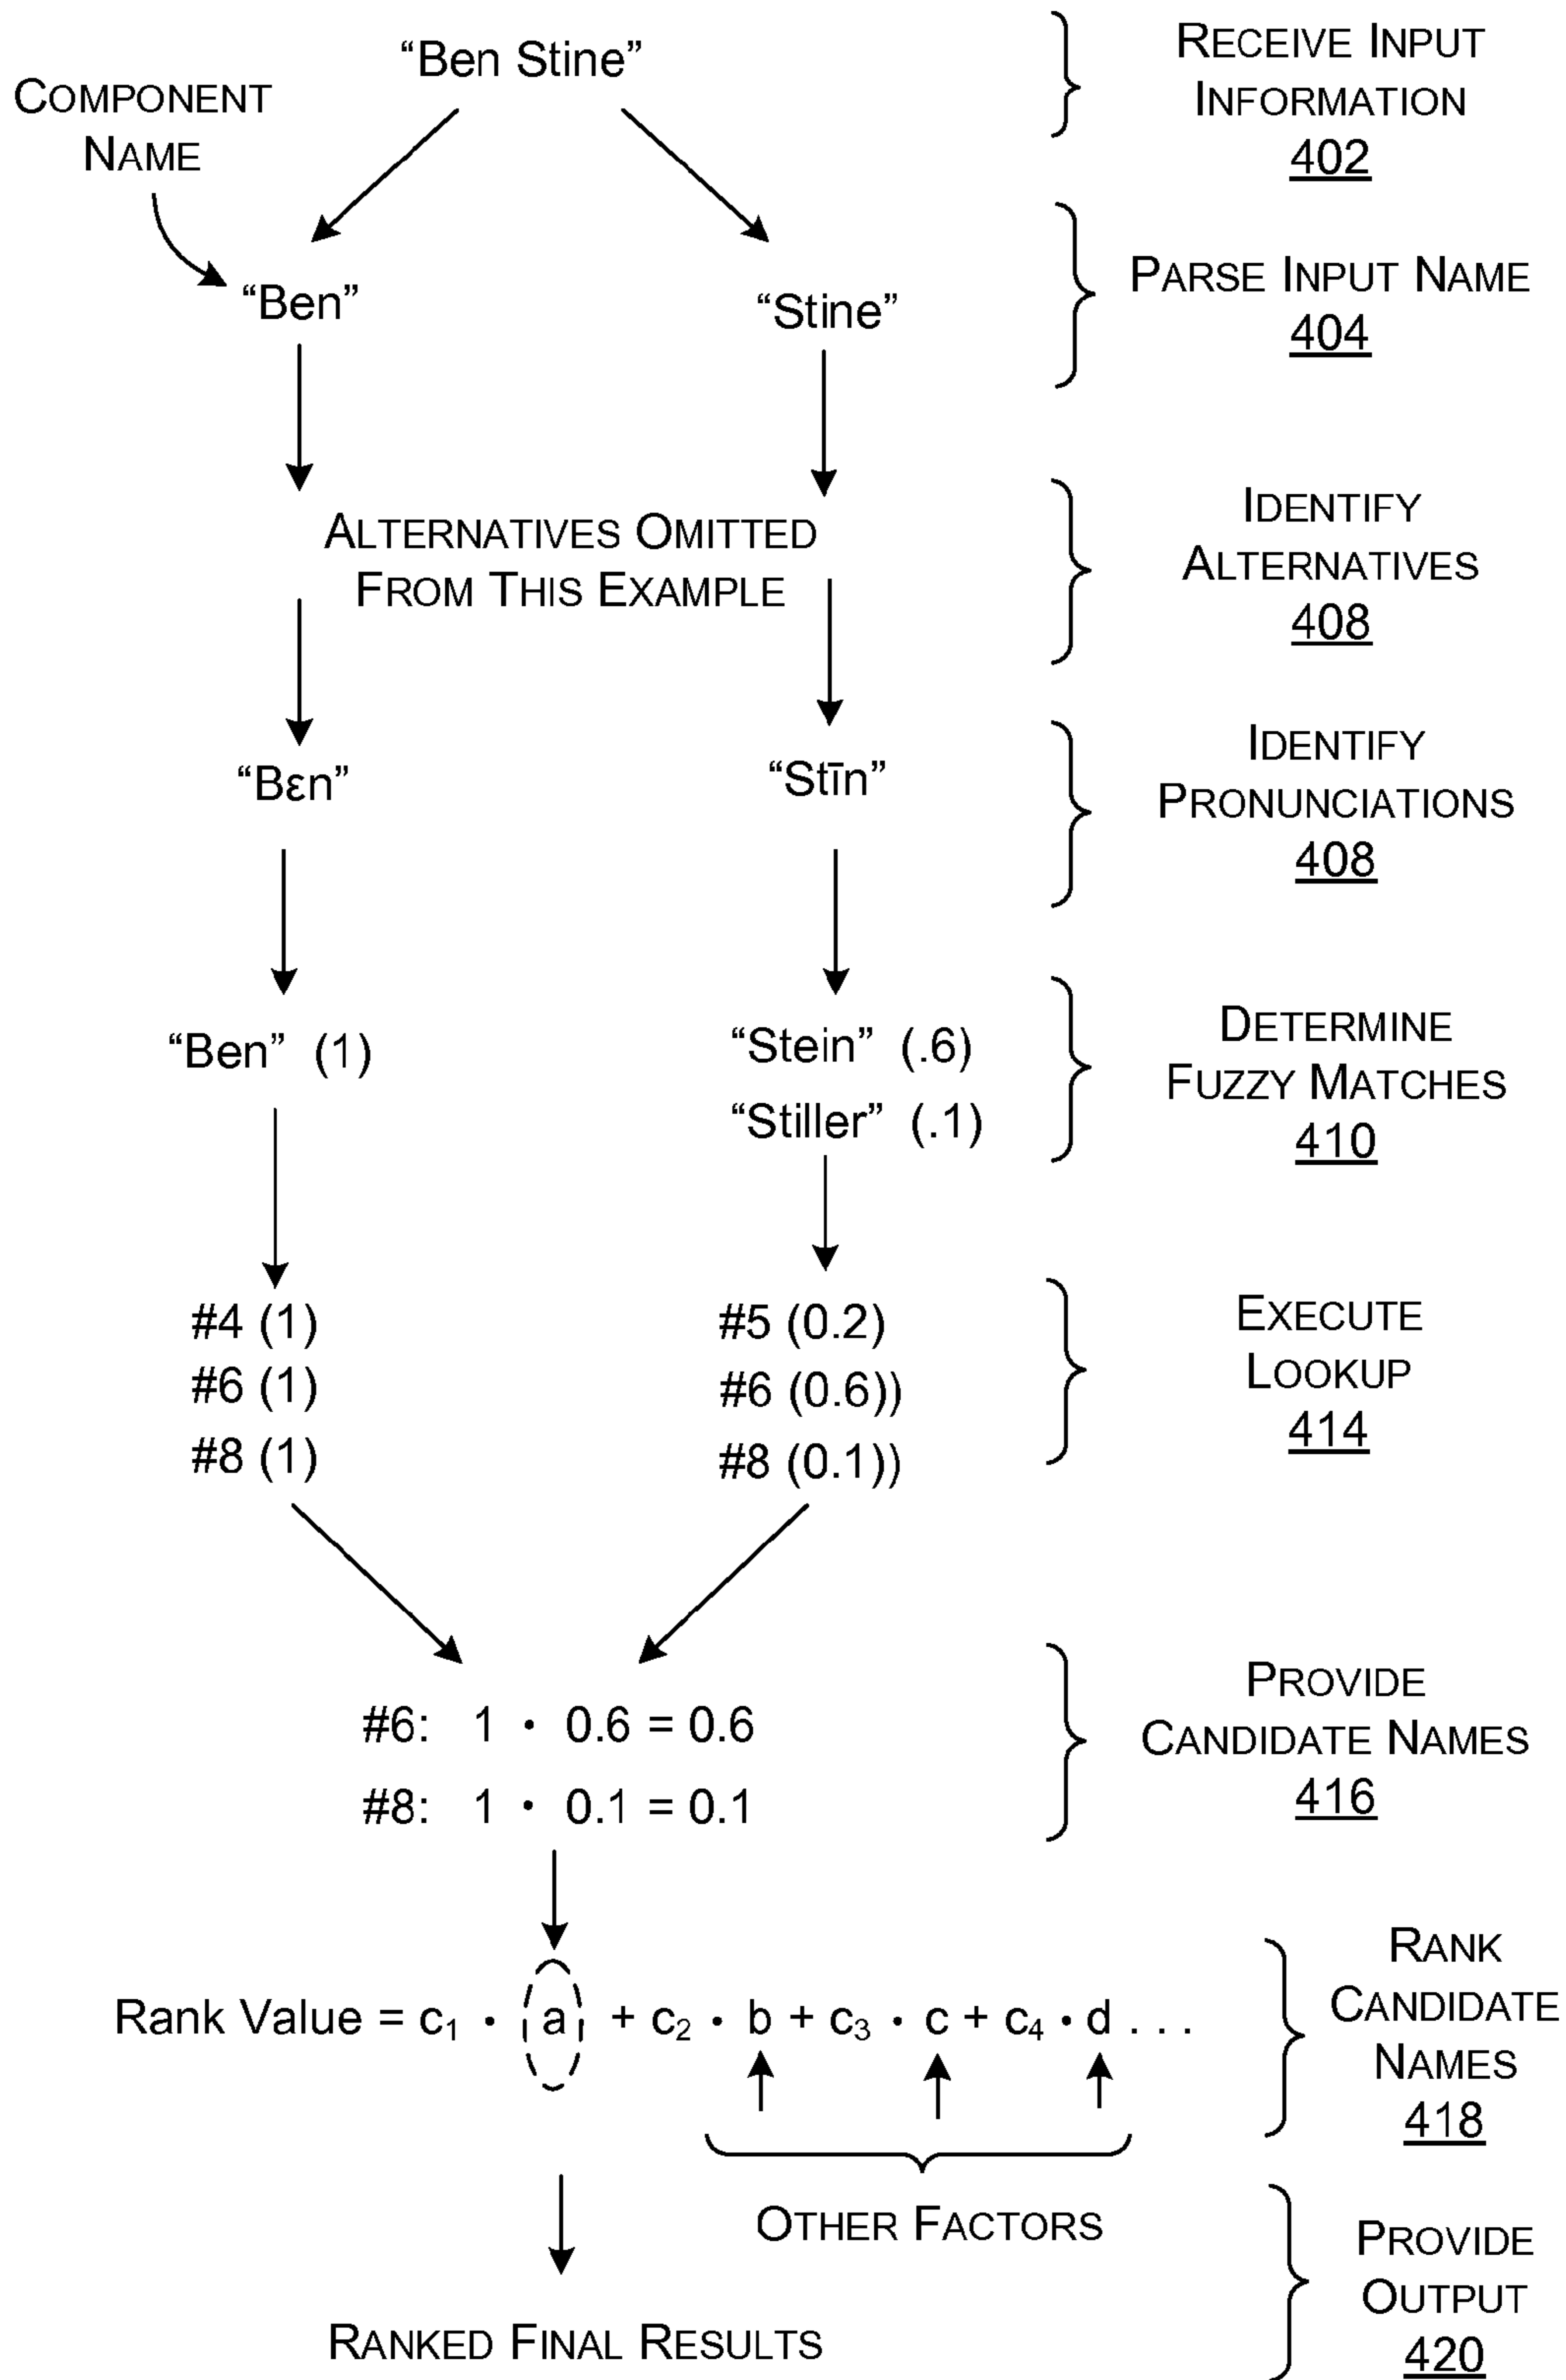 “Ben Stine”
RECEIVE INPUT
INFORMATION
402
COMPONENT
NAME
“Ben”
“Stine”
PARSE INPUT NAME
404
ALTERNATIVES OMITTED
FROM THIS EXAMPLE
IDENTIFY
ALTERNATIVES
408
“Bɛn”
“Stīn”
IDENTIFY
PRONUNCIATIONS
408
“Ben” (1)
“Stein” (.6)
“Stiller” (.1)
DETERMINE
FUZZY MATCHES
410
#4 (1)
#6 (1)
#8 (1)
#5 (0.2)
#6 (0.6))
#8 (0.1))
EXECUTE
LOOKUP
414
#6: 1 · 0.6 = 0.6
#8: 1 · 0.1 = 0.1
PROVIDE
CANDIDATE NAMES
416
Rank Value = c₁ · a + c₂ · b + c₃ · c + c₄ · d . . .
RANK
CANDIDATE
NAMES
418
OTHER FACTORS
RANKED FINAL RESULTS
PROVIDE
OUTPUT
420